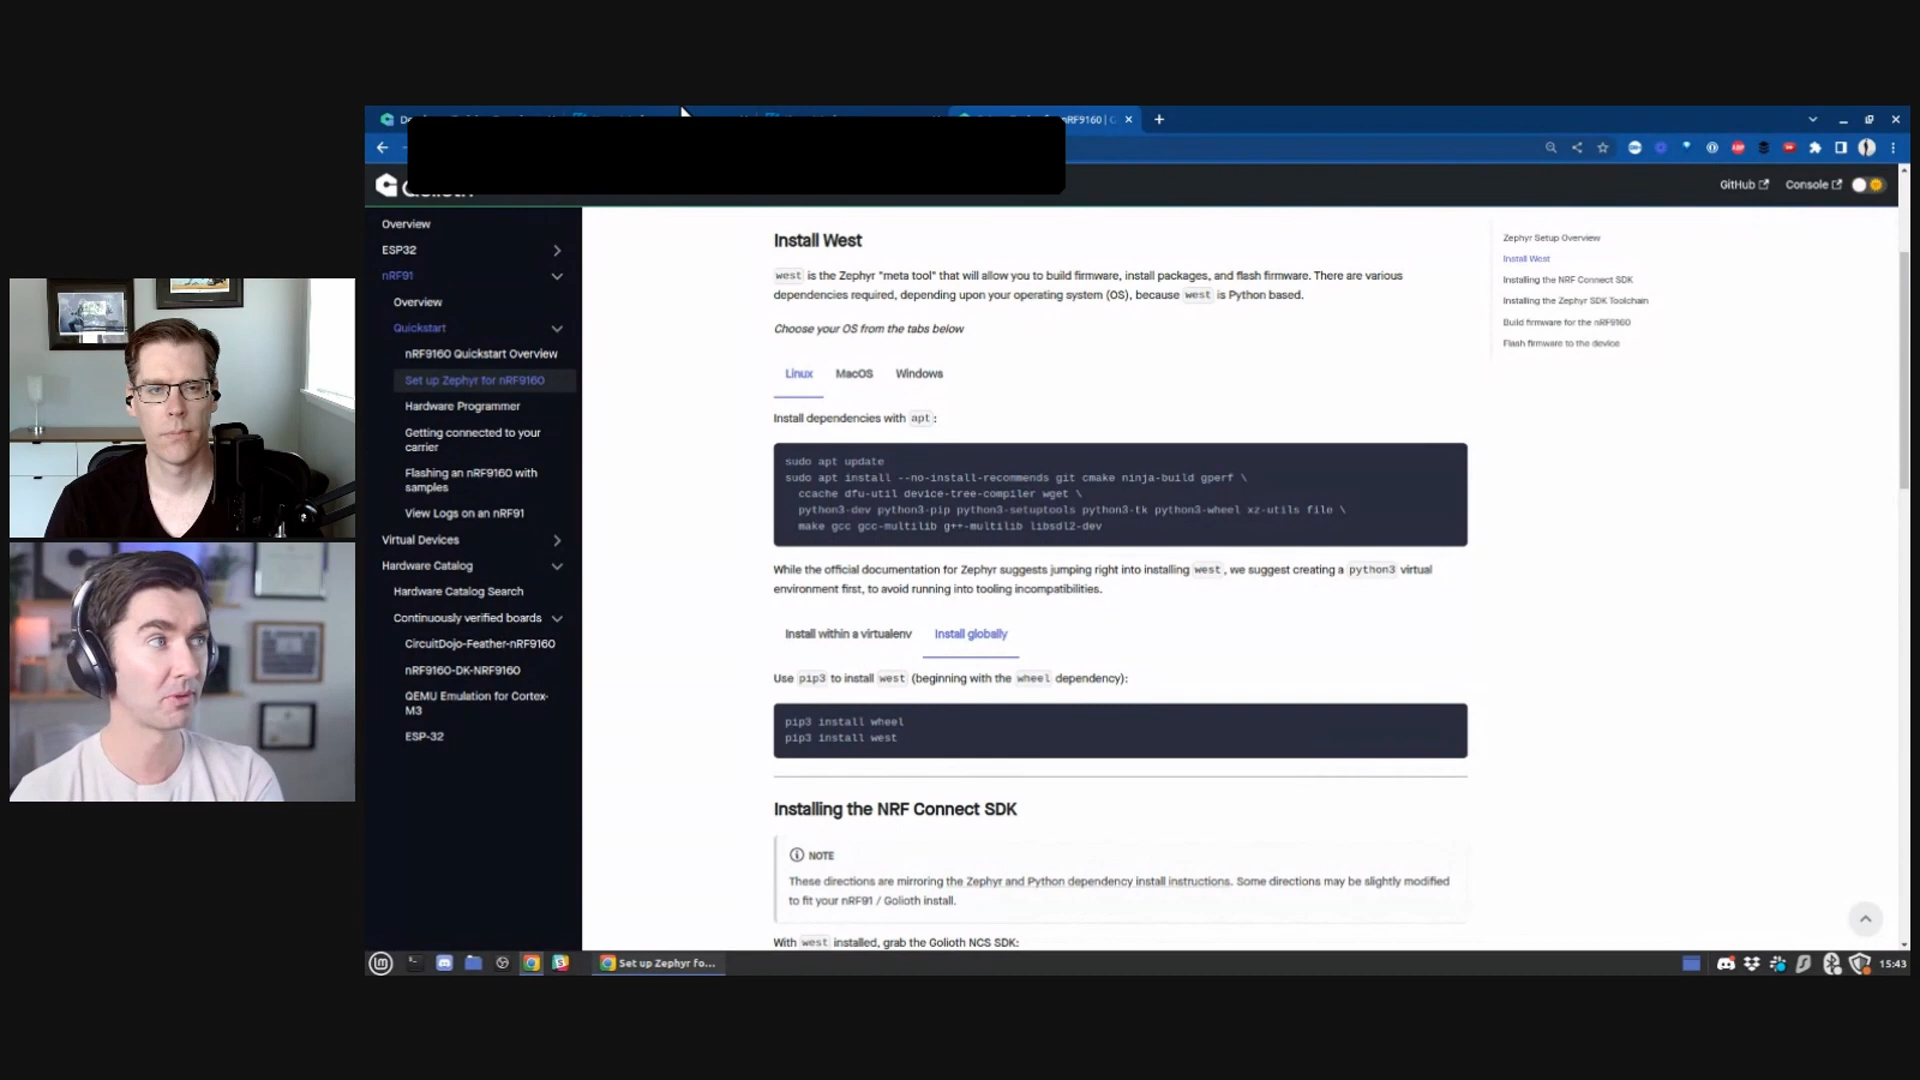 nRF9160 |
GitHub
Console
Overview
ESP32
nRF91
Overview
Quickstart
nRF9160 Quickstart Overview
Set up Zephyr for nRF9160
Hardware Programmer
Getting connected to your
carrier
Flashing an nRF9160 with
samples
View Logs on an nRF91
Virtual Devices
Hardware Catalog
Hardware Catalog Search
Continuously verified boards
CircuitDojo-Feather-nRF9160
nRF9160-DK-NRF9160
QEMU Emulation for Cortex-
M3
ESP-32
Install West
west is the Zephyr "meta tool" that will allow you to build firmware, install packages, and flash firmware. There are various
dependencies required, depending upon your operating system (OS), because west is Python based.
Choose your OS from the tabs below
Linux MacOS Windows
Install dependencies with apt:
sudo apt update
sudo apt install --no-install-recommends git cmake ninja-build gperf \
ccache dfu-util device-tree-compiler wget \
python3-dev python3-pip python3-setuptools python3-tk python3-wheel xz-utils file \
make gcc gcc-multilib g++-multilib libsdl2-dev
While the official documentation for Zephyr suggests jumping right into installing west, we suggest creating a python3 virtual
environment first, to avoid running into tooling incompatibilities.
Install within a virtualenv Install globally
Use pip3 to install west (beginning with the wheel dependency):
pip3 install wheel
pip3 install west
Installing the NRF Connect SDK
NOTE
These directions are mirroring the Zephyr and Python dependency install instructions. Some directions may be slightly modified
to fit your nRF91 / Golioth install.
With west installed, grab the Golioth NCS SDK:
Zephyr Setup Overview
Install West
Installing the NRF Connect SDK
Installing the Zephyr SDK Toolchain
Build firmware for the nRF9160
Flash firmware to the device
Set up Zephyr fo...
15:43